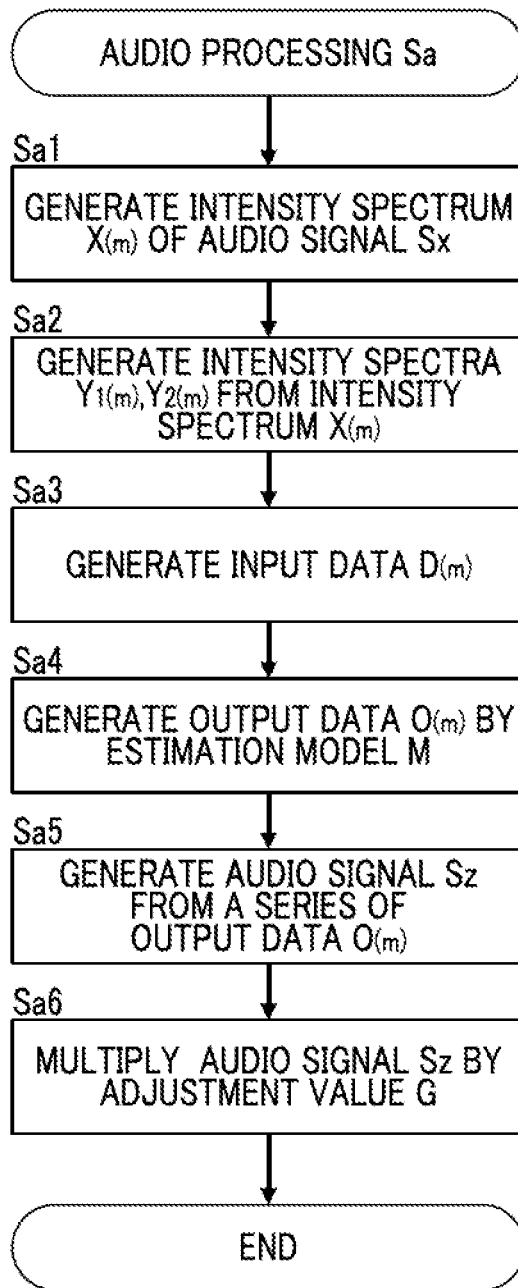 AUDIO PROCESSING Sa
Sa1
GENERATE INTENSITY SPECTRUM
X(m) OF AUDIO SIGNAL Sx
Sa2
GENERATE INTENSITY SPECTRA
Y1(m),Y2(m) FROM INTENSITY
SPECTRUM X(m)
Sa3
GENERATE INPUT DATA D(m)
Sa4
GENERATE OUTPUT DATA O(m) BY
ESTIMATION MODEL M
Sa5
GENERATE AUDIO SIGNAL Sz
FROM A SERIES OF
OUTPUT DATA O(m)
Sa6
MULTIPLY AUDIO SIGNAL Sz BY
ADJUSTMENT VALUE G
END